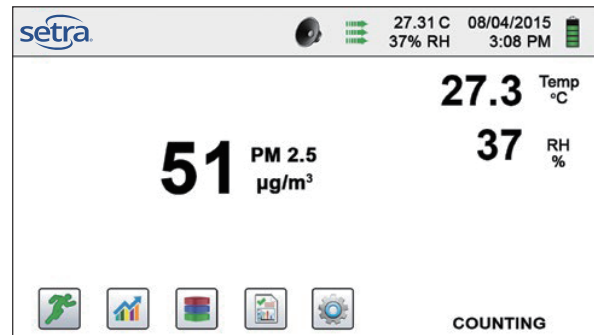 setra
27.31 C 08/04/2015
37% RH 3:08 PM
27.3 Temp °C
51 PM 2.5 µg/m³
37 RH %
COUNTING